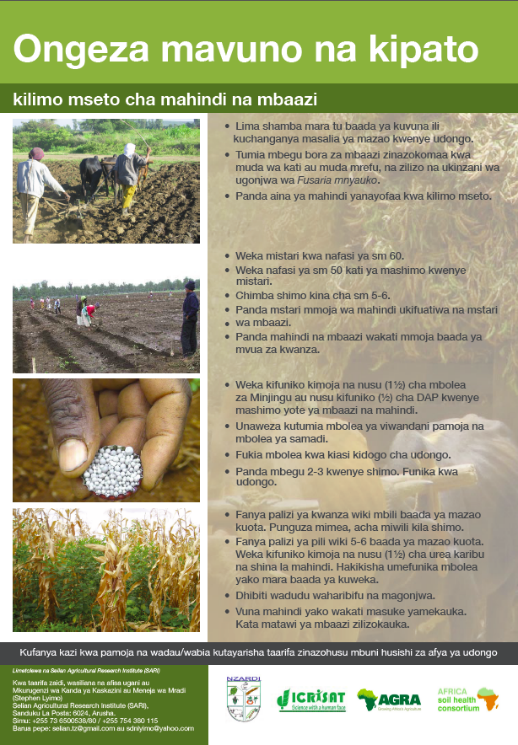 Ongeza mavuno na kipato
kilimo mseto cha mahindi na mbaazi
• Lima shamba mara tu baada ya kuvuna ili
kuchanganya masalia ya mazao kwenye udongo.
• Tumia mbegu bora za mbaazi zinazokomaa kwa
muda wa kati au muda mrefu, na zilizo na ukinzani wa
ugonjwa wa Fusaria mnyauko.
• Panda aina ya mahindi yanayofaa kwa kilimo mseto.
• Weka mistari kwa nafasi ya sm 60.
• Weka nafasi ya sm 50 kati ya mashimo kwenye
mistari.
• Chimba shimo kina cha sm 5-6.
• Panda mstari mmoja wa mahindi ukifuatiwa na mstari
• wa mbaazi.
• Panda mahindi na mbaazi wakati mmoja baada ya
mvua za kwanza.
• Weka kifuniko kimoja na nusu (1½) cha mbolea
za Minjingu au nusu kifuniko (½) cha DAP kwenye
mashimo yote ya mbaazi na mahindi.
• Unaweza kutumia mbolea ya viwandani pamoja na
mbolea ya samadi.
• Fukia mbolea kwa kiasi kidogo cha udongo.
• Panda mbegu 2-3 kwenye shimo. Funika kwa
udongo.
• Fanya palizi ya kwanza wiki mbili baada ya mazao
kuota. Punguza mimea, acha miwili kila shimo.
• Fanya palizi ya pili wiki 5-6 baada ya mazao kuota.
Weka kifuniko kimoja na nusu (1½) cha urea karibu
na shina la mahindi. Hakikisha umefunika mbolea
yako mara baada ya kuweka.
• Dhibiti wadudu waharibifu na magonjwa.
• Vuna mahindi yako wakati masuke yamekauka.
Kata matawi ya mbaazi zilizokauka.
Kufanya kazi kwa pamoja na wadau/wabia kutayarisha taarifa zinazohusu mbuni husishi za afya ya udongo
Limetolewa na Selian Agricultural Research Institute (SARI)
Kwa taarifa zaidi, wasiliana na afisa ugani au
Mkurugenzi wa Kanda ya Kaskazini au Meneja wa Mradi
(Stephen Lyimo)
Selian Agricultural Research Institute (SARI),
Sanduku La Posta: 6024, Arusha.
Simu: +255 73 6500536/80 / +255 754 380 115
Barua pepe: selian.tz@gmail.com au sdnlyimo@yahoo.com
NZARDI
ICRISAT
Science with a human face
AGRA
Growing Africa's Agriculture
AFRICA
soil health
consortium